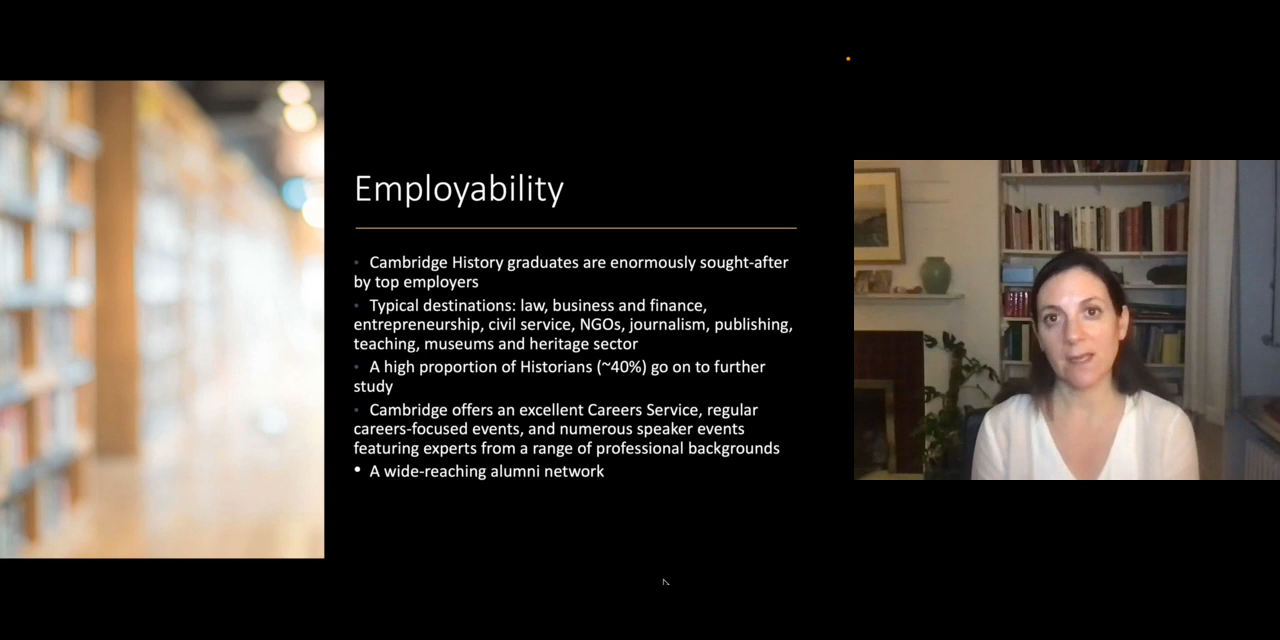 Employability
• Cambridge History graduates are enormously sought-after
by top employers
• Typical destinations: law, business and finance,
entrepreneurship, civil service, NGOs, journalism, publishing,
teaching, museums and heritage sector
• A high proportion of Historians (~40%) go on to further
study
• Cambridge offers an excellent Careers Service, regular
careers-focused events, and numerous speaker events
featuring experts from a range of professional backgrounds
• A wide-reaching alumni network